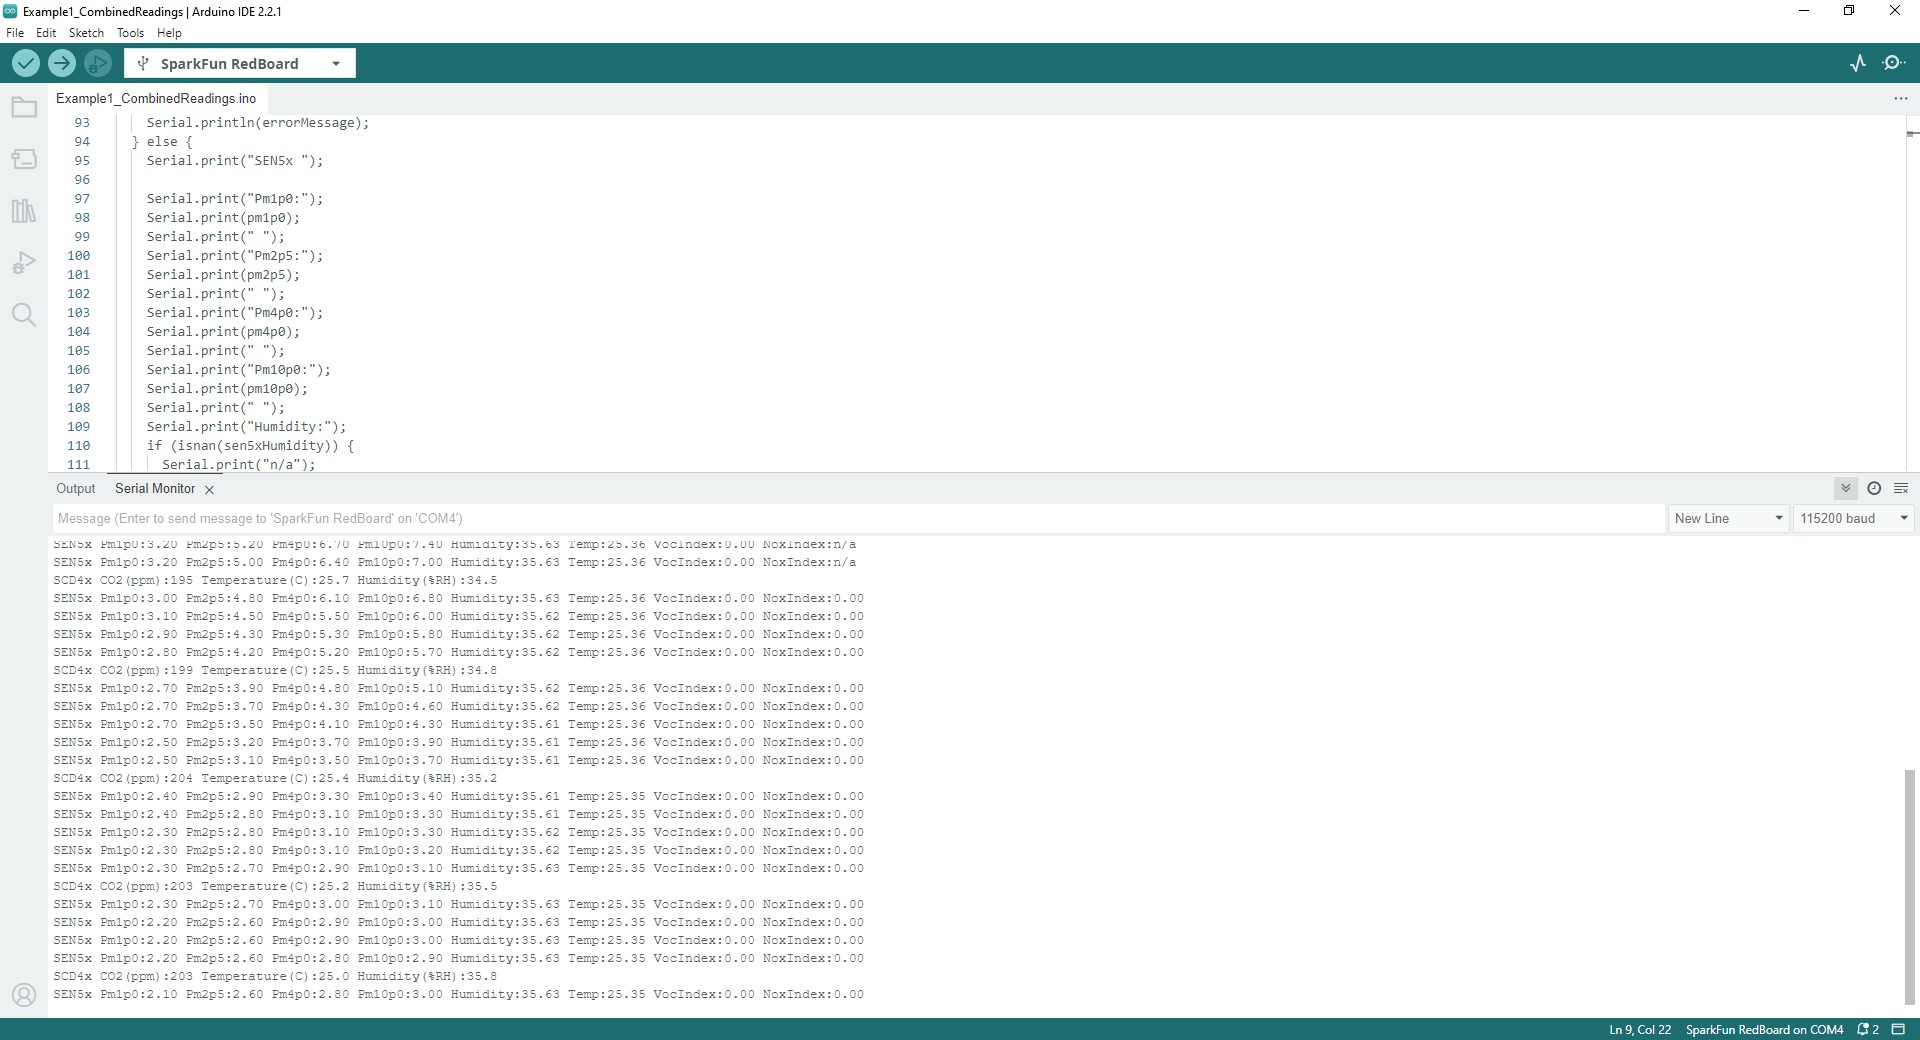 Example1_CombinedReadings | Arduino IDE 2.2.1
File Edit Sketch Tools Help
SparkFun RedBoard
Example1_CombinedReadings.ino
93 Serial.println(errorMessage);
94 } else {
95 Serial.print("SEN5x ");
96
97 Serial.print("Pm1p0:");
98 Serial.print(pm1p0);
99 Serial.print(" ");
100 Serial.print("Pm2p5:");
101 Serial.print(pm2p5);
102 Serial.print(" ");
103 Serial.print("Pm4p0:");
104 Serial.print(pm4p0);
105 Serial.print(" ");
106 Serial.print("Pm10p0:");
107 Serial.print(pm10p0);
108 Serial.print(" ");
109 Serial.print("Humidity:");
110 if (isnan(sen5xHumidity)) {
111 Serial.print("n/a");
Output Serial Monitor
Message (Enter to send message to 'SparkFun RedBoard' on 'COM4') New Line 115200 baud
SEN5x Pm1p0:3.20 Pm2p5:5.20 Pm4p0:6.70 Pm10p0:7.40 Humidity:35.63 Temp:25.36 VocIndex:0.00 NoxIndex:n/a
SEN5x Pm1p0:3.20 Pm2p5:5.00 Pm4p0:6.40 Pm10p0:7.00 Humidity:35.63 Temp:25.36 VocIndex:0.00 NoxIndex:n/a
SCD4x CO2(ppm):195 Temperature(C):25.7 Humidity(%RH):34.5
SEN5x Pm1p0:3.00 Pm2p5:4.80 Pm4p0:6.10 Pm10p0:6.80 Humidity:35.63 Temp:25.36 VocIndex:0.00 NoxIndex:0.00
SEN5x Pm1p0:3.10 Pm2p5:4.50 Pm4p0:5.50 Pm10p0:6.00 Humidity:35.62 Temp:25.36 VocIndex:0.00 NoxIndex:0.00
SEN5x Pm1p0:2.90 Pm2p5:4.30 Pm4p0:5.30 Pm10p0:5.80 Humidity:35.62 Temp:25.36 VocIndex:0.00 NoxIndex:0.00
SEN5x Pm1p0:2.80 Pm2p5:4.20 Pm4p0:5.20 Pm10p0:5.70 Humidity:35.62 Temp:25.36 VocIndex:0.00 NoxIndex:0.00
SCD4x CO2(ppm):199 Temperature(C):25.5 Humidity(%RH):34.8
SEN5x Pm1p0:2.70 Pm2p5:3.90 Pm4p0:4.80 Pm10p0:5.10 Humidity:35.62 Temp:25.36 VocIndex:0.00 NoxIndex:0.00
SEN5x Pm1p0:2.70 Pm2p5:3.70 Pm4p0:4.30 Pm10p0:4.60 Humidity:35.62 Temp:25.36 VocIndex:0.00 NoxIndex:0.00
SEN5x Pm1p0:2.70 Pm2p5:3.50 Pm4p0:4.10 Pm10p0:4.30 Humidity:35.61 Temp:25.36 VocIndex:0.00 NoxIndex:0.00
SEN5x Pm1p0:2.50 Pm2p5:3.20 Pm4p0:3.70 Pm10p0:3.90 Humidity:35.61 Temp:25.36 VocIndex:0.00 NoxIndex:0.00
SEN5x Pm1p0:2.50 Pm2p5:3.10 Pm4p0:3.50 Pm10p0:3.70 Humidity:35.61 Temp:25.36 VocIndex:0.00 NoxIndex:0.00
SCD4x CO2(ppm):204 Temperature(C):25.4 Humidity(%RH):35.2
SEN5x Pm1p0:2.40 Pm2p5:2.90 Pm4p0:3.30 Pm10p0:3.40 Humidity:35.61 Temp:25.35 VocIndex:0.00 NoxIndex:0.00
SEN5x Pm1p0:2.40 Pm2p5:2.80 Pm4p0:3.10 Pm10p0:3.30 Humidity:35.61 Temp:25.35 VocIndex:0.00 NoxIndex:0.00
SEN5x Pm1p0:2.30 Pm2p5:2.80 Pm4p0:3.10 Pm10p0:3.30 Humidity:35.62 Temp:25.35 VocIndex:0.00 NoxIndex:0.00
SEN5x Pm1p0:2.30 Pm2p5:2.80 Pm4p0:3.10 Pm10p0:3.20 Humidity:35.62 Temp:25.35 VocIndex:0.00 NoxIndex:0.00
SEN5x Pm1p0:2.30 Pm2p5:2.70 Pm4p0:2.90 Pm10p0:3.10 Humidity:35.63 Temp:25.35 VocIndex:0.00 NoxIndex:0.00
SCD4x CO2(ppm):203 Temperature(C):25.2 Humidity(%RH):35.5
SEN5x Pm1p0:2.30 Pm2p5:2.70 Pm4p0:3.00 Pm10p0:3.10 Humidity:35.63 Temp:25.35 VocIndex:0.00 NoxIndex:0.00
SEN5x Pm1p0:2.20 Pm2p5:2.60 Pm4p0:2.90 Pm10p0:3.00 Humidity:35.63 Temp:25.35 VocIndex:0.00 NoxIndex:0.00
SEN5x Pm1p0:2.20 Pm2p5:2.60 Pm4p0:2.90 Pm10p0:3.00 Humidity:35.63 Temp:25.35 VocIndex:0.00 NoxIndex:0.00
SEN5x Pm1p0:2.20 Pm2p5:2.60 Pm4p0:2.80 Pm10p0:2.90 Humidity:35.63 Temp:25.35 VocIndex:0.00 NoxIndex:0.00
SCD4x CO2(ppm):203 Temperature(C):25.0 Humidity(%RH):35.8
SEN5x Pm1p0:2.10 Pm2p5:2.60 Pm4p0:2.80 Pm10p0:3.00 Humidity:35.63 Temp:25.35 VocIndex:0.00 NoxIndex:0.00
Ln 9, Col 22 SparkFun RedBoard on COM4 2